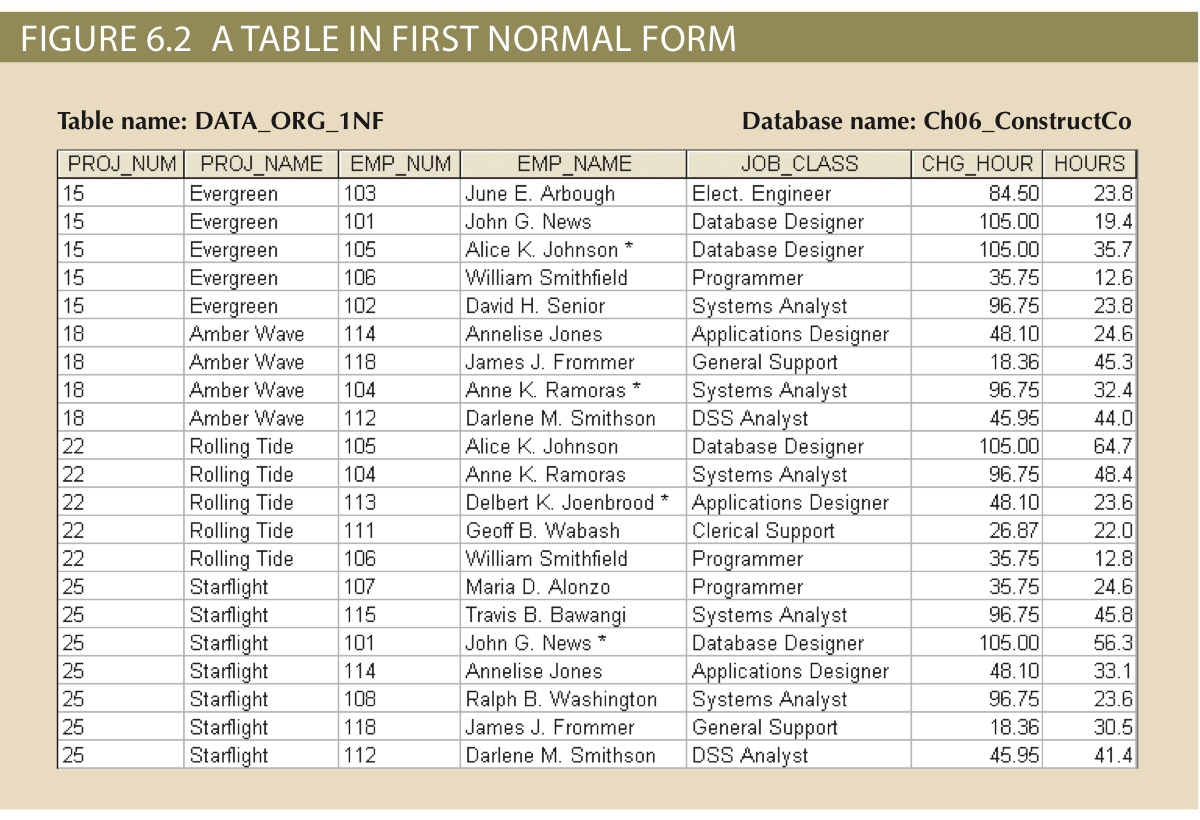 FIGURE 6.2 A TABLE IN FIRST NORMAL FORM
Table name: DATA_ORG_1NF Database name: Ch06_ConstructCo
PROJ_NUM PROJ_NAME EMP_NUM EMP_NAME JOB_CLASS CHG_HOUR HOURS
15 Evergreen 103 June E. Arbough Elect. Engineer 84.50 23.8
15 Evergreen 101 John G. News Database Designer 105.00 19.4
15 Evergreen 105 Alice K. Johnson * Database Designer 105.00 35.7
15 Evergreen 106 William Smithfield Programmer 35.75 12.6
15 Evergreen 102 David H. Senior Systems Analyst 96.75 23.8
18 Amber Wave 114 Annelise Jones Applications Designer 48.10 24.6
18 Amber Wave 118 James J. Frommer General Support 18.36 45.3
18 Amber Wave 104 Anne K. Ramoras * Systems Analyst 96.75 32.4
18 Amber Wave 112 Darlene M. Smithson DSS Analyst 45.95 44.0
22 Rolling Tide 105 Alice K. Johnson Database Designer 105.00 64.7
22 Rolling Tide 104 Anne K. Ramoras Systems Analyst 96.75 48.4
22 Rolling Tide 113 Delbert K. Joenbrood * Applications Designer 48.10 23.6
22 Rolling Tide 111 Geoff B. Wabash Clerical Support 26.87 22.0
22 Rolling Tide 106 William Smithfield Programmer 35.75 12.8
25 Starflight 107 Maria D. Alonzo Programmer 35.75 24.6
25 Starflight 115 Travis B. Bawangi Systems Analyst 96.75 45.8
25 Starflight 101 John G. News * Database Designer 105.00 56.3
25 Starflight 114 Annelise Jones Applications Designer 48.10 33.1
25 Starflight 108 Ralph B. Washington Systems Analyst 96.75 23.6
25 Starflight 118 James J. Frommer General Support 18.36 30.5
25 Starflight 112 Darlene M. Smithson DSS Analyst 45.95 41.4